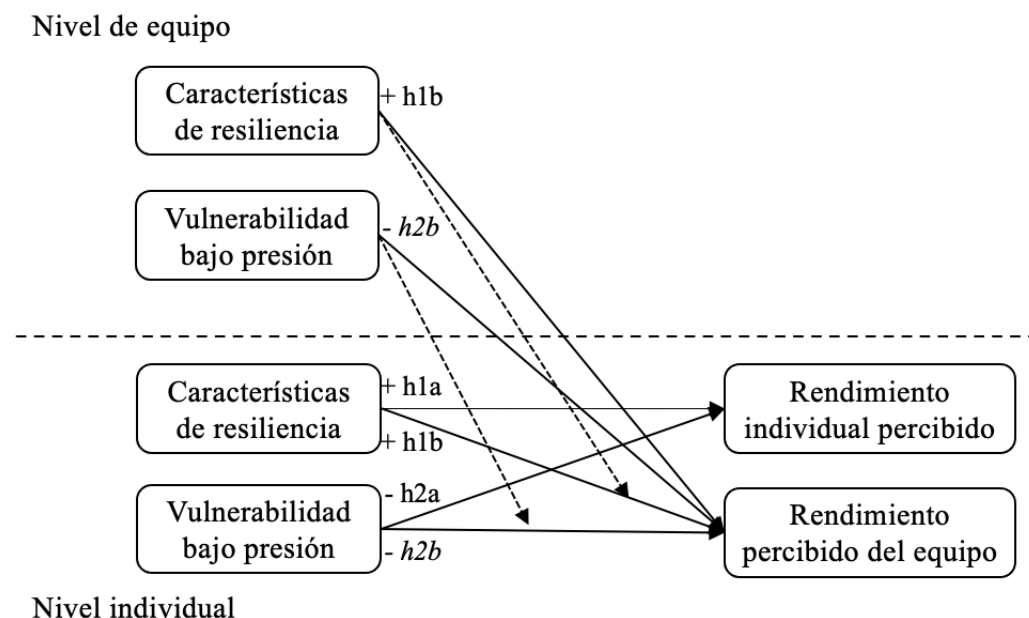 Nivel de equipo
Características
de resiliencia
+ h1b
Vulnerabilidad
bajo presión
- h2b
Características
de resiliencia
+ h1a
+ h1b
Rendimiento
individual percibido
Vulnerabilidad
bajo presión
- h2a
- h2b
Rendimiento
percibido del equipo
Nivel individual